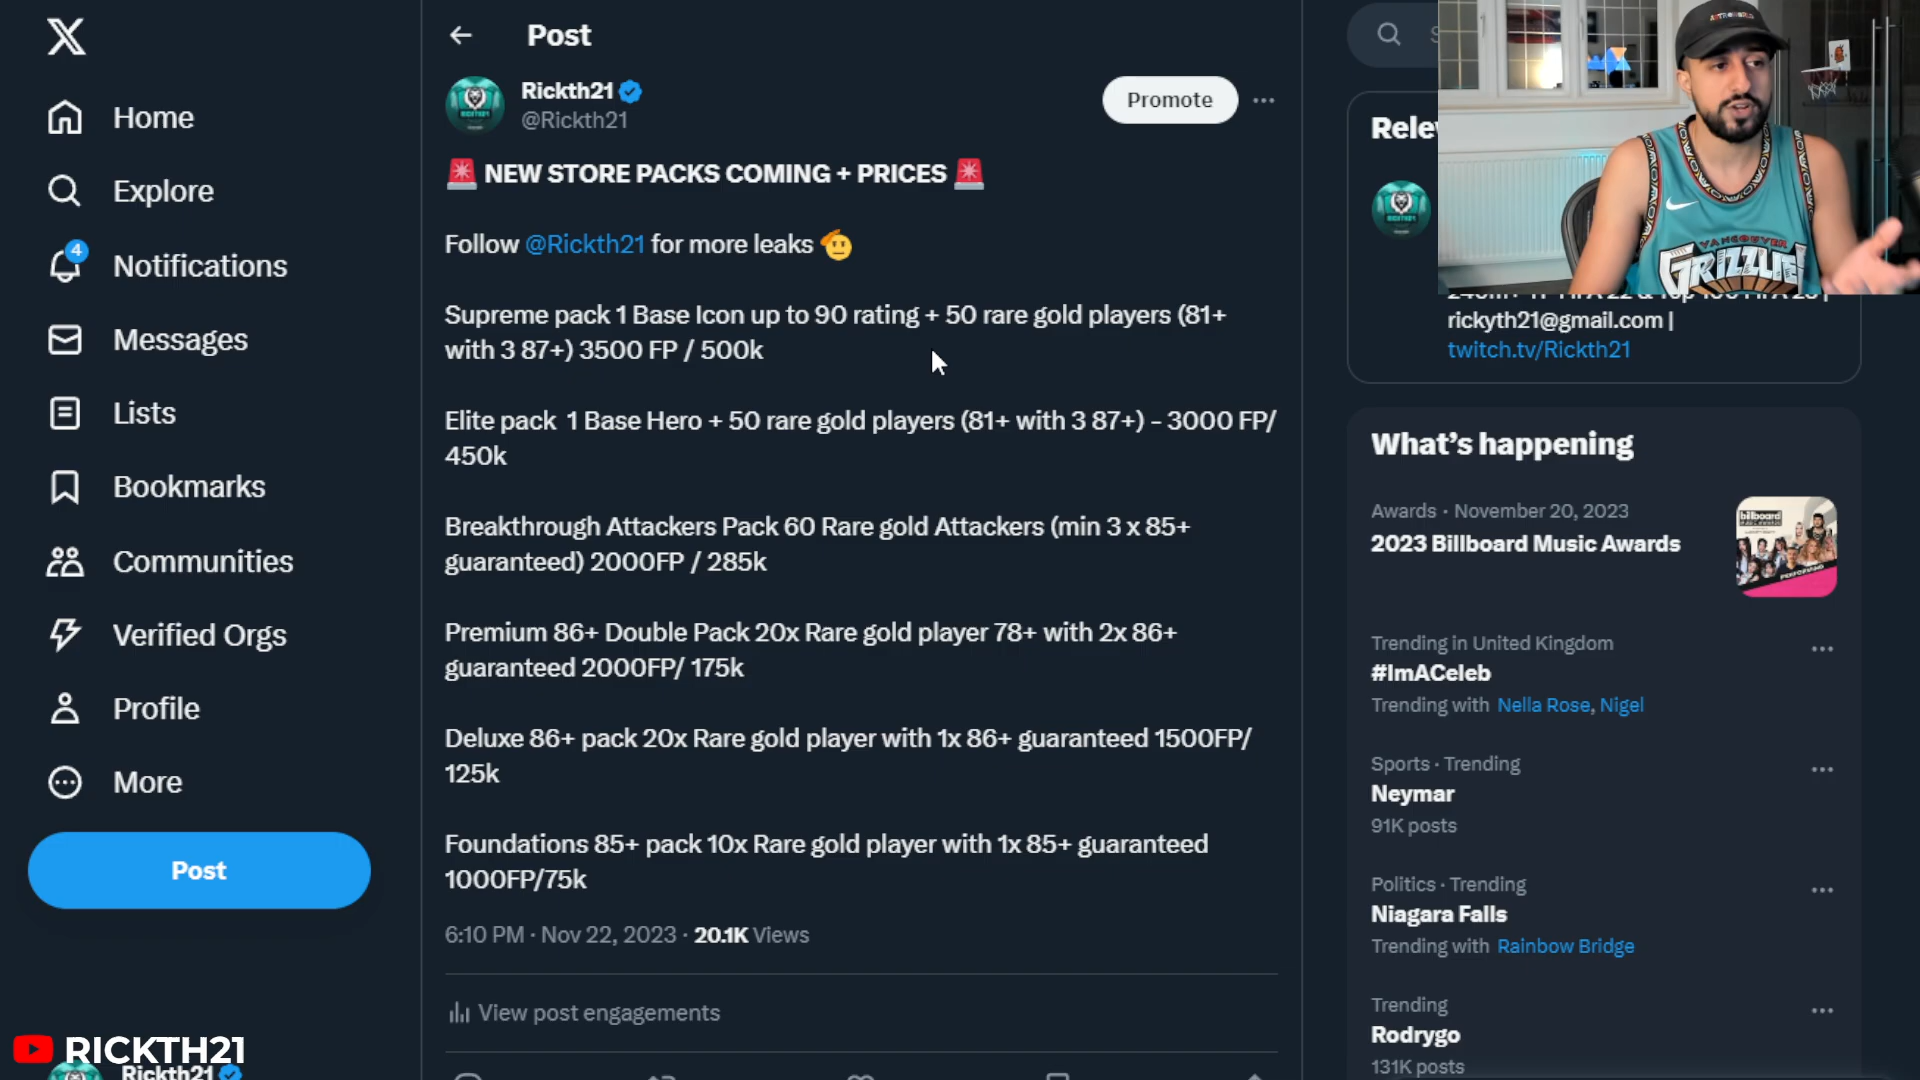 Post
Home
Explore
4
Notifications
Messages
Lists
Bookmarks
Communities
Verified Orgs
Profile
More
Post
RICKTH21
Rickth21
Rickth21
@Rickth21
Promote
🚨 NEW STORE PACKS COMING + PRICES 🚨
Follow @Rickth21 for more leaks 🫡
Supreme pack 1 Base Icon up to 90 rating + 50 rare gold players (81+
with 3 87+) 3500 FP / 500k
Elite pack  1 Base Hero + 50 rare gold players (81+ with 3 87+) - 3000 FP/
450k
Breakthrough Attackers Pack 60 Rare gold Attackers (min 3 x 85+
guaranteed) 2000FP / 285k
Premium 86+ Double Pack 20x Rare gold player 78+ with 2x 86+
guaranteed 2000FP/ 175k
Deluxe 86+ pack 20x Rare gold player with 1x 86+ guaranteed 1500FP/
125k
Foundations 85+ pack 10x Rare gold player with 1x 85+ guaranteed
1000FP/75k
6:10 PM · Nov 22, 2023 · 20.1K Views
View post engagements
VANCOUVER
GRIZZLIE
rickyth21@gmail.com |
twitch.tv/Rickth21
What's happening
Awards · November 20, 2023
2023 Billboard Music Awards
billboard
PERFORMING
Trending in United Kingdom
#ImACeleb
Trending with Nella Rose, Nigel
Sports · Trending
Neymar
91K posts
Politics · Trending
Niagara Falls
Trending with Rainbow Bridge
Trending
Rodrygo
131K posts